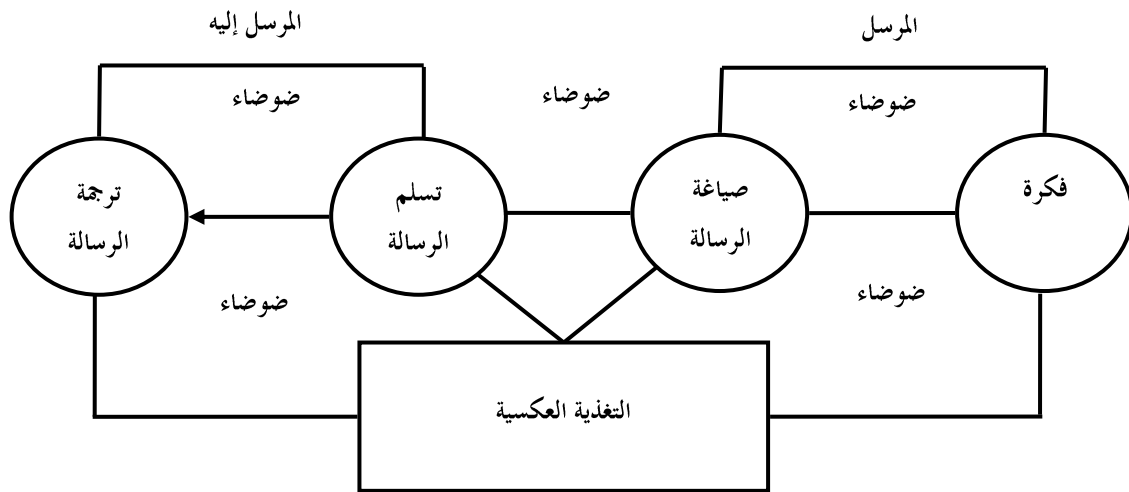 المرسل
المرسل إليه
ضوضاء
ضوضاء
ضوضاء
فكرة
صياغة
الرسالة
تسلم
الرسالة
ترجمة
الرسالة
ضوضاء
ضوضاء
التغذية العكسية